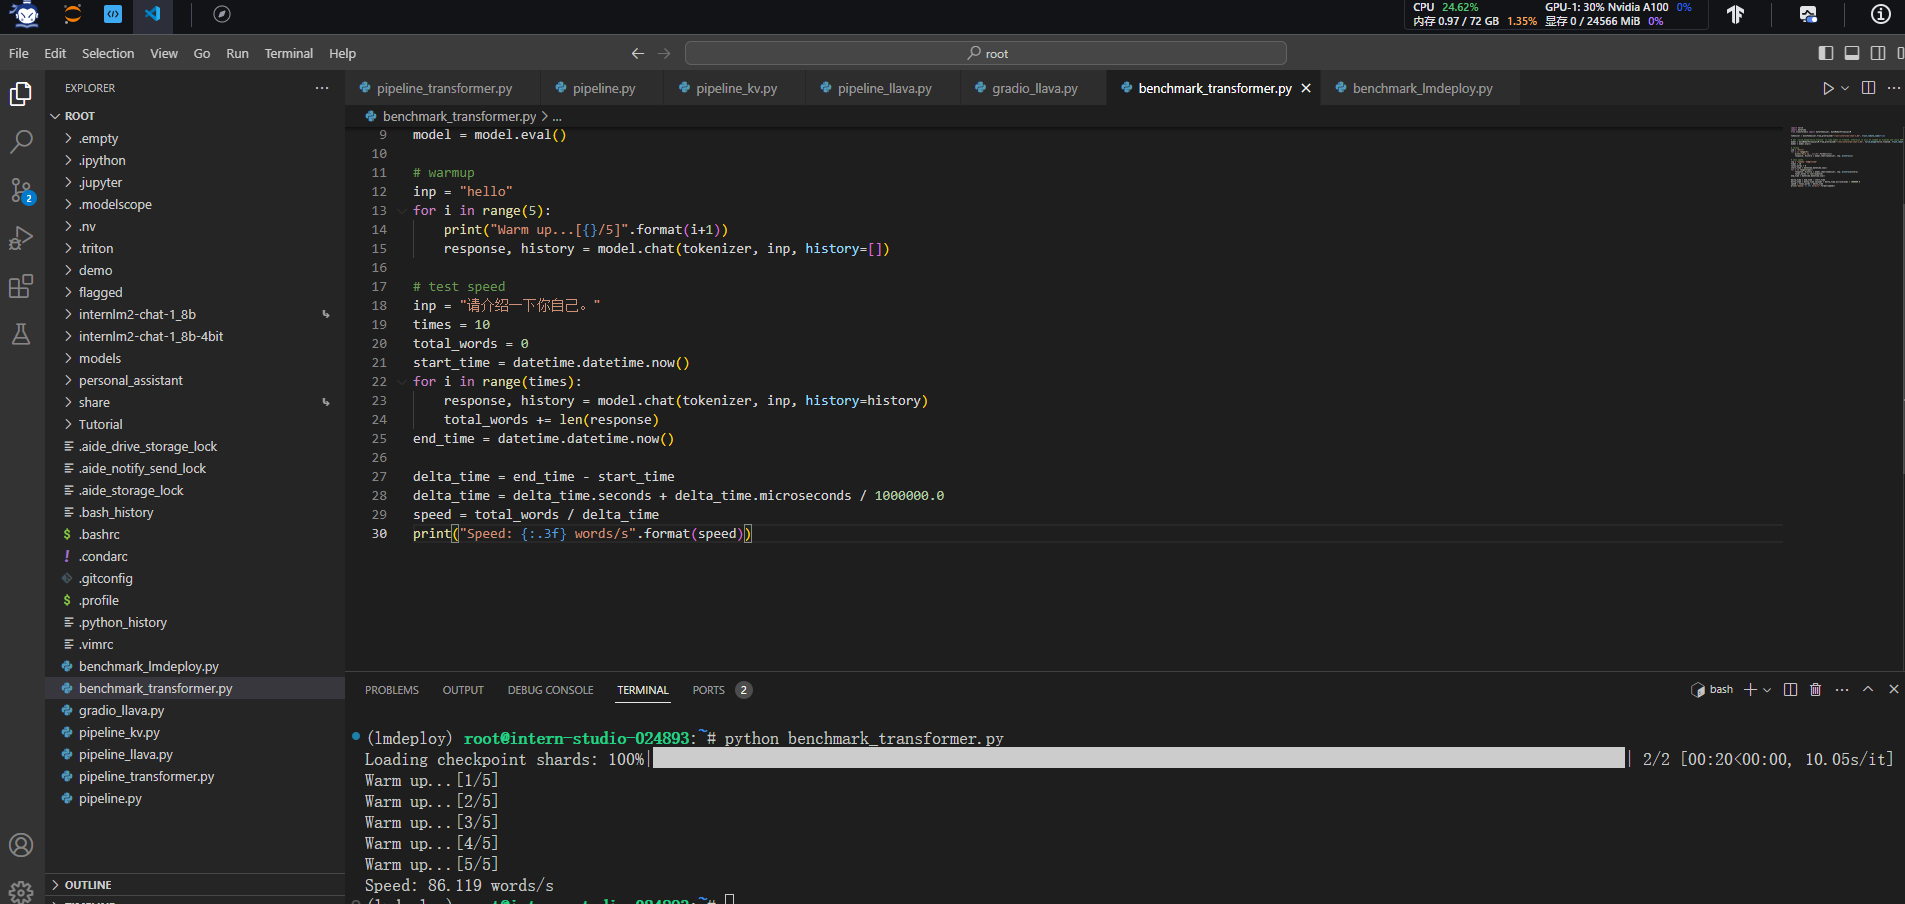 CPU 24.62%
GPU-1: 30% Nvidia A100 0%
内存 0.97 / 72 GB 1.35%
显存 0 / 24566 MiB 0%
File Edit Selection View Go Run Terminal Help
root
EXPLORER
ROOT
.empty
.ipython
.jupyter
.modelscope
.nv
.triton
demo
flagged
internlm2-chat-1_8b
internlm2-chat-1_8b-4bit
models
personal_assistant
share
Tutorial
.aide_drive_storage_lock
.aide_notify_send_lock
.aide_storage_lock
.bash_history
.bashrc
.condarc
.gitconfig
.profile
.python_history
.vimrc
benchmark_lmdeploy.py
benchmark_transformer.py
gradio_llava.py
pipeline_kv.py
pipeline_llava.py
pipeline_transformer.py
pipeline.py
OUTLINE
2
pipeline_transformer.py pipeline.py pipeline_kv.py pipeline_llava.py gradio_llava.py benchmark_transformer.py benchmark_lmdeploy.py
benchmark_transformer.py > ...
9 model = model.eval()
10
11 # warmup
12 inp = "hello"
13 for i in range(5):
14 print("Warm up...[{}/5]".format(i+1))
15 response, history = model.chat(tokenizer, inp, history=[])
16
17 # test speed
18 inp = "请介绍一下你自己。"
19 times = 10
20 total_words = 0
21 start_time = datetime.datetime.now()
22 for i in range(times):
23 response, history = model.chat(tokenizer, inp, history=history)
24 total_words += len(response)
25 end_time = datetime.datetime.now()
26
27 delta_time = end_time - start_time
28 delta_time = delta_time.seconds + delta_time.microseconds / 1000000.0
29 speed = total_words / delta_time
30 print("Speed: {:.3f} words/s".format(speed))
PROBLEMS OUTPUT DEBUG CONSOLE TERMINAL PORTS 2
bash
(lmdeploy) root@intern-studio-024893:~# python benchmark_transformer.py
Loading checkpoint shards: 100%| | 2/2 [00:20<00:00, 10.05s/it]
Warm up...[1/5]
Warm up...[2/5]
Warm up...[3/5]
Warm up...[4/5]
Warm up...[5/5]
Speed: 86.119 words/s
(lmdeploy) root@intern-studio-024893:~#